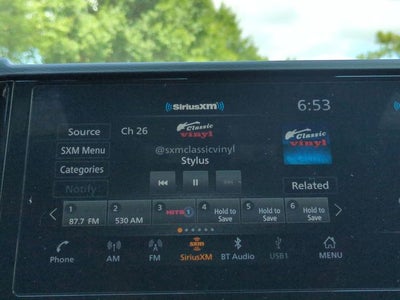 SiriusXM 6:53
Source Ch 26 Classic vinyl Classic vinyl
SXM Menu @sxmclassicvinyl
Stylus
Categories
Notify Related
1 2 3 4 5 6
87.7 FM 530 AM HITS 1 Hold to Save Hold to Save Hold to Save
Phone AM FM SXM SiriusXM BT Audio USB1 MENU